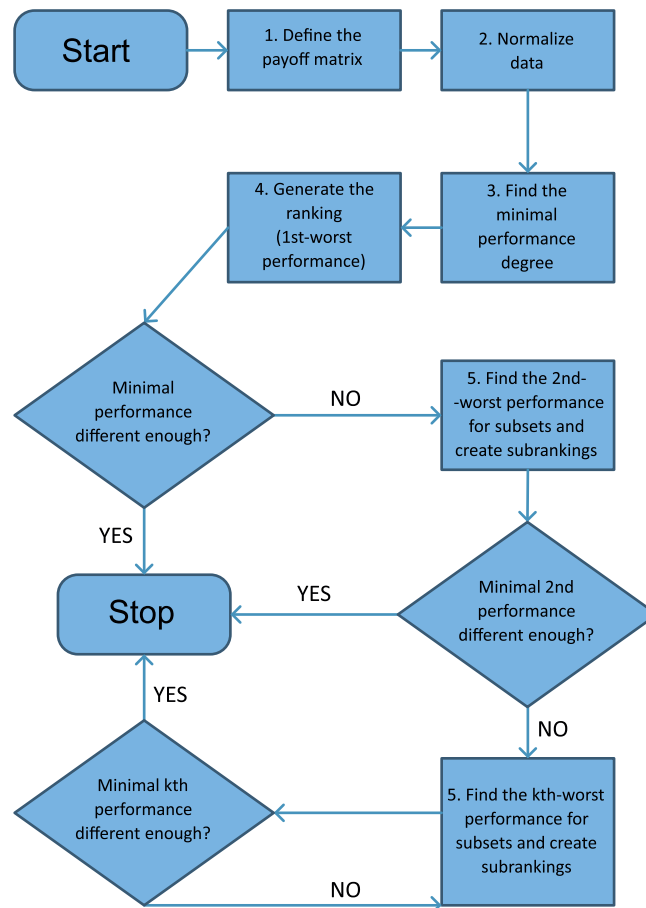 Start
1. Define the
payoff matrix
2. Normalize
data
4. Generate the
ranking
(1st-worst
performance)
3. Find the
minimal
performance
degree
Minimal
performance
different enough?
NO
5. Find the 2nd-
-worst performance
for subsets and
create subrankings
YES
Stop
YES
Minimal 2nd
performance
different enough?
YES
NO
Minimal kth
performance
different enough?
5. Find the kth-worst
performance for
subsets and create
subrankings
NO